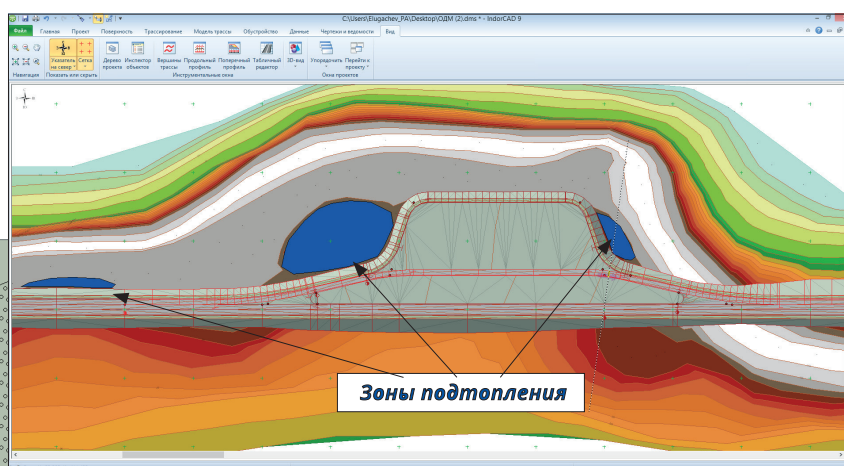 C:\Users\Elugachev_PA\Desktop\ОДІМ (2).dms * - IndorCAD 9
Файл Главная Проект Поверхность Трассирование Модель трассы Обустройство Данные Чертежи и ведомости Вид
Указатель на север Сетка Дерево проекта Инспектор объектов Вершины трассы Продольный профиль Поперечный профиль Табличный редактор 3D-вид Упорядочить Перейти к проекту
Навигация Показать или скрыть Инструментальные окна Окна проектов
Зоны подтопления